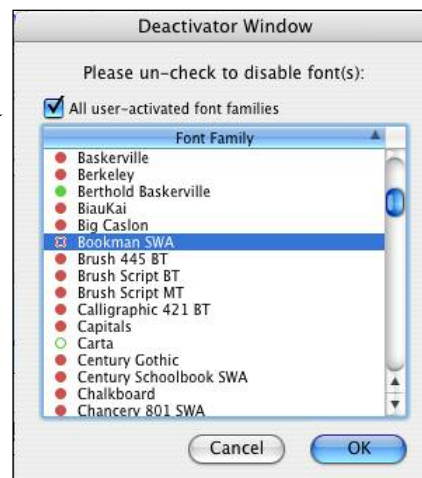 Deactivator Window
Please un-check to disable font(s):
All user-activated font families
Font Family
Baskerville
Berkeley
Berthold Baskerville
BiauKai
Big Caslon
Bookman SWA
Brush 445 BT
Brush Script BT
Brush Script MT
Calligraphic 421 BT
Capitals
Carta
Century Gothic
Century Schoolbook SWA
Chalkboard
Chancery 801 SWA
Cancel OK